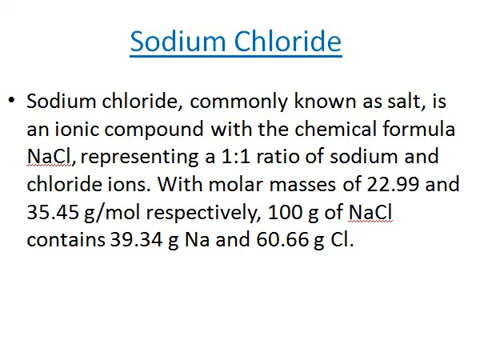 Sodium Chloride
• Sodium chloride, commonly known as salt, is
an ionic compound with the chemical formula
NaCl, representing a 1:1 ratio of sodium and
chloride ions. With molar masses of 22.99 and
35.45 g/mol respectively, 100 g of NaCl
contains 39.34 g Na and 60.66 g Cl.